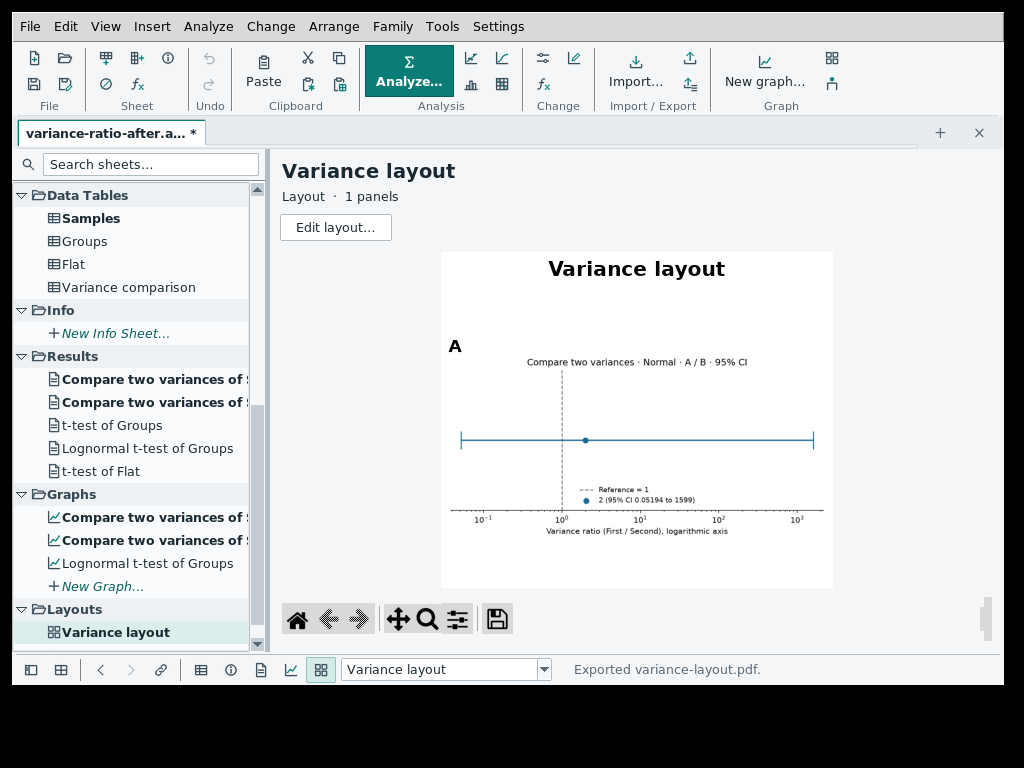 File Edit View Insert Analyze Change Arrange Family Tools Settings
Paste
Σ
Analyze...
Import...
New graph...
File Sheet Undo Clipboard Analysis Change Import / Export Graph
variance-ratio-after.a... *
Search sheets...
Data Tables
Samples
Groups
Flat
Variance comparison
Info
New Info Sheet...
Results
Compare two variances of
Compare two variances of
t-test of Groups
Lognormal t-test of Groups
t-test of Flat
Graphs
Compare two variances of
Compare two variances of
Lognormal t-test of Groups
New Graph...
Layouts
Variance layout
Variance layout
Layout · 1 panels
Edit layout...
Variance layout
A
Compare two variances · Normal · A / B · 95% CI
Reference = 1
2 (95% CI 0.05194 to 1599)
10⁻¹ 10⁰ 10¹ 10² 10³
Variance ratio (First / Second), logarithmic axis
Variance layout
Exported variance-layout.pdf.